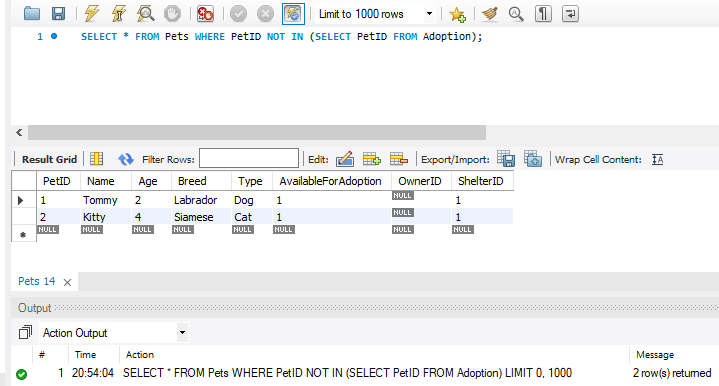 Limit to 1000 rows
1 SELECT * FROM Pets WHERE PetID NOT IN (SELECT PetID FROM Adoption);
Result Grid Filter Rows: Edit: Export/Import: Wrap Cell Content:
PetID Name Age Breed Type AvailableForAdoption OwnerID ShelterID
1 Tommy 2 Labrador Dog 1 NULL 1
2 Kitty 4 Siamese Cat 1 NULL 1
NULL NULL NULL NULL NULL NULL NULL NULL
Pets 14
Output
Action Output
# Time Action Message
1 20:54:04 SELECT * FROM Pets WHERE PetID NOT IN (SELECT PetID FROM Adoption) LIMIT 0, 1000 2 row(s) returned